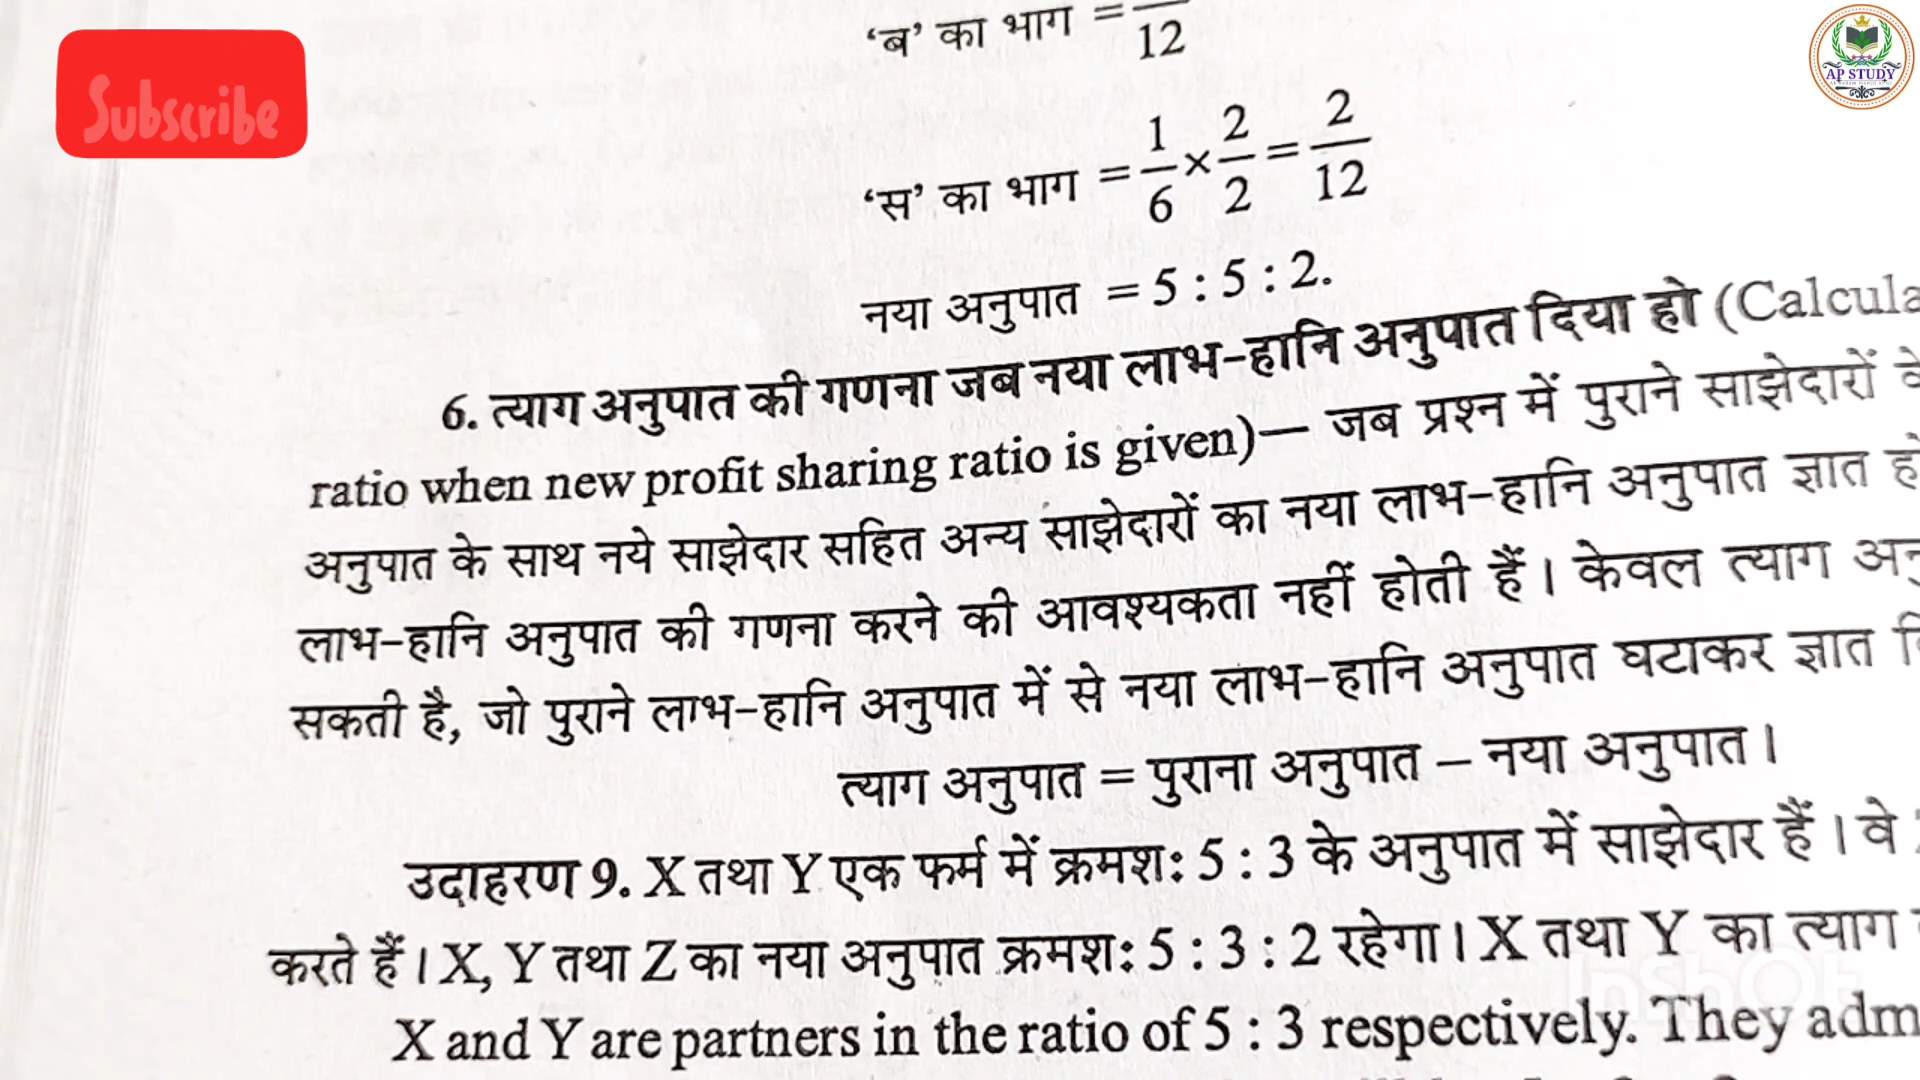 ‘ब’ का भाग =
12
Subscribe
AP STUDY
‘स’ का भाग = 1/6 × 2/2 = 2/12
नया अनुपात = 5 : 5 : 2.
6. त्याग अनुपात की गणना जब नया लाभ-हानि अनुपात दिया हो (Calcula
ratio when new profit sharing ratio is given)— जब प्रश्न में पुराने साझेदारों के
अनुपात के साथ नये साझेदार सहित अन्य साझेदारों का नया लाभ-हानि अनुपात ज्ञात हो
लाभ-हानि अनुपात की गणना करने की आवश्यकता नहीं होती हैं। केवल त्याग अनु
सकती है, जो पुराने लाभ-हानि अनुपात में से नया लाभ-हानि अनुपात घटाकर ज्ञात
त्याग अनुपात = पुराना अनुपात – नया अनुपात।
उदाहरण 9. X तथा Y एक फर्म में क्रमशः 5 : 3 के अनुपात में साझेदार हैं। वे
करते हैं। X, Y तथा Z का नया अनुपात क्रमशः 5 : 3 : 2 रहेगा। X तथा Y का त्याग
InShOt
X and Y are partners in the ratio of 5 : 3 respectively. They adm